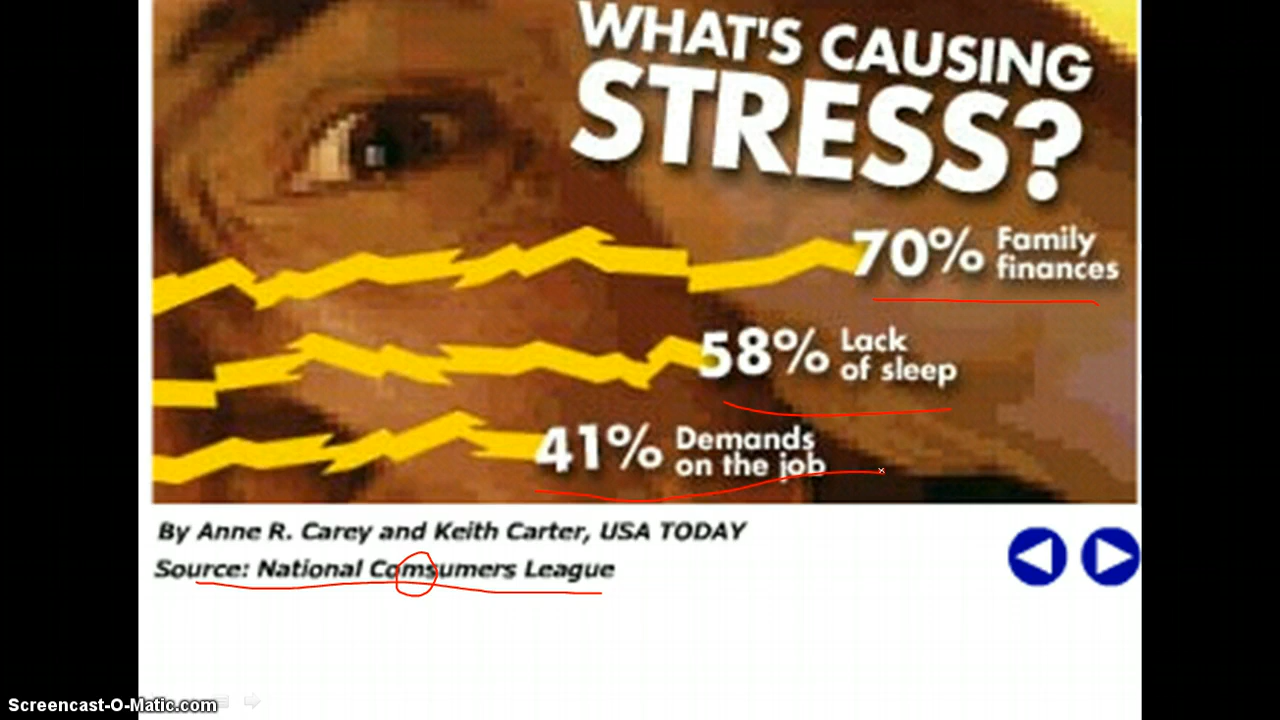 WHAT'S CAUSING
STRESS?
70% Family
finances
58% Lack
of sleep
41% Demands
on the job
By Anne R. Carey and Keith Carter, USA TODAY
Source: National Comsumers League
Screencast-O-Matic.com